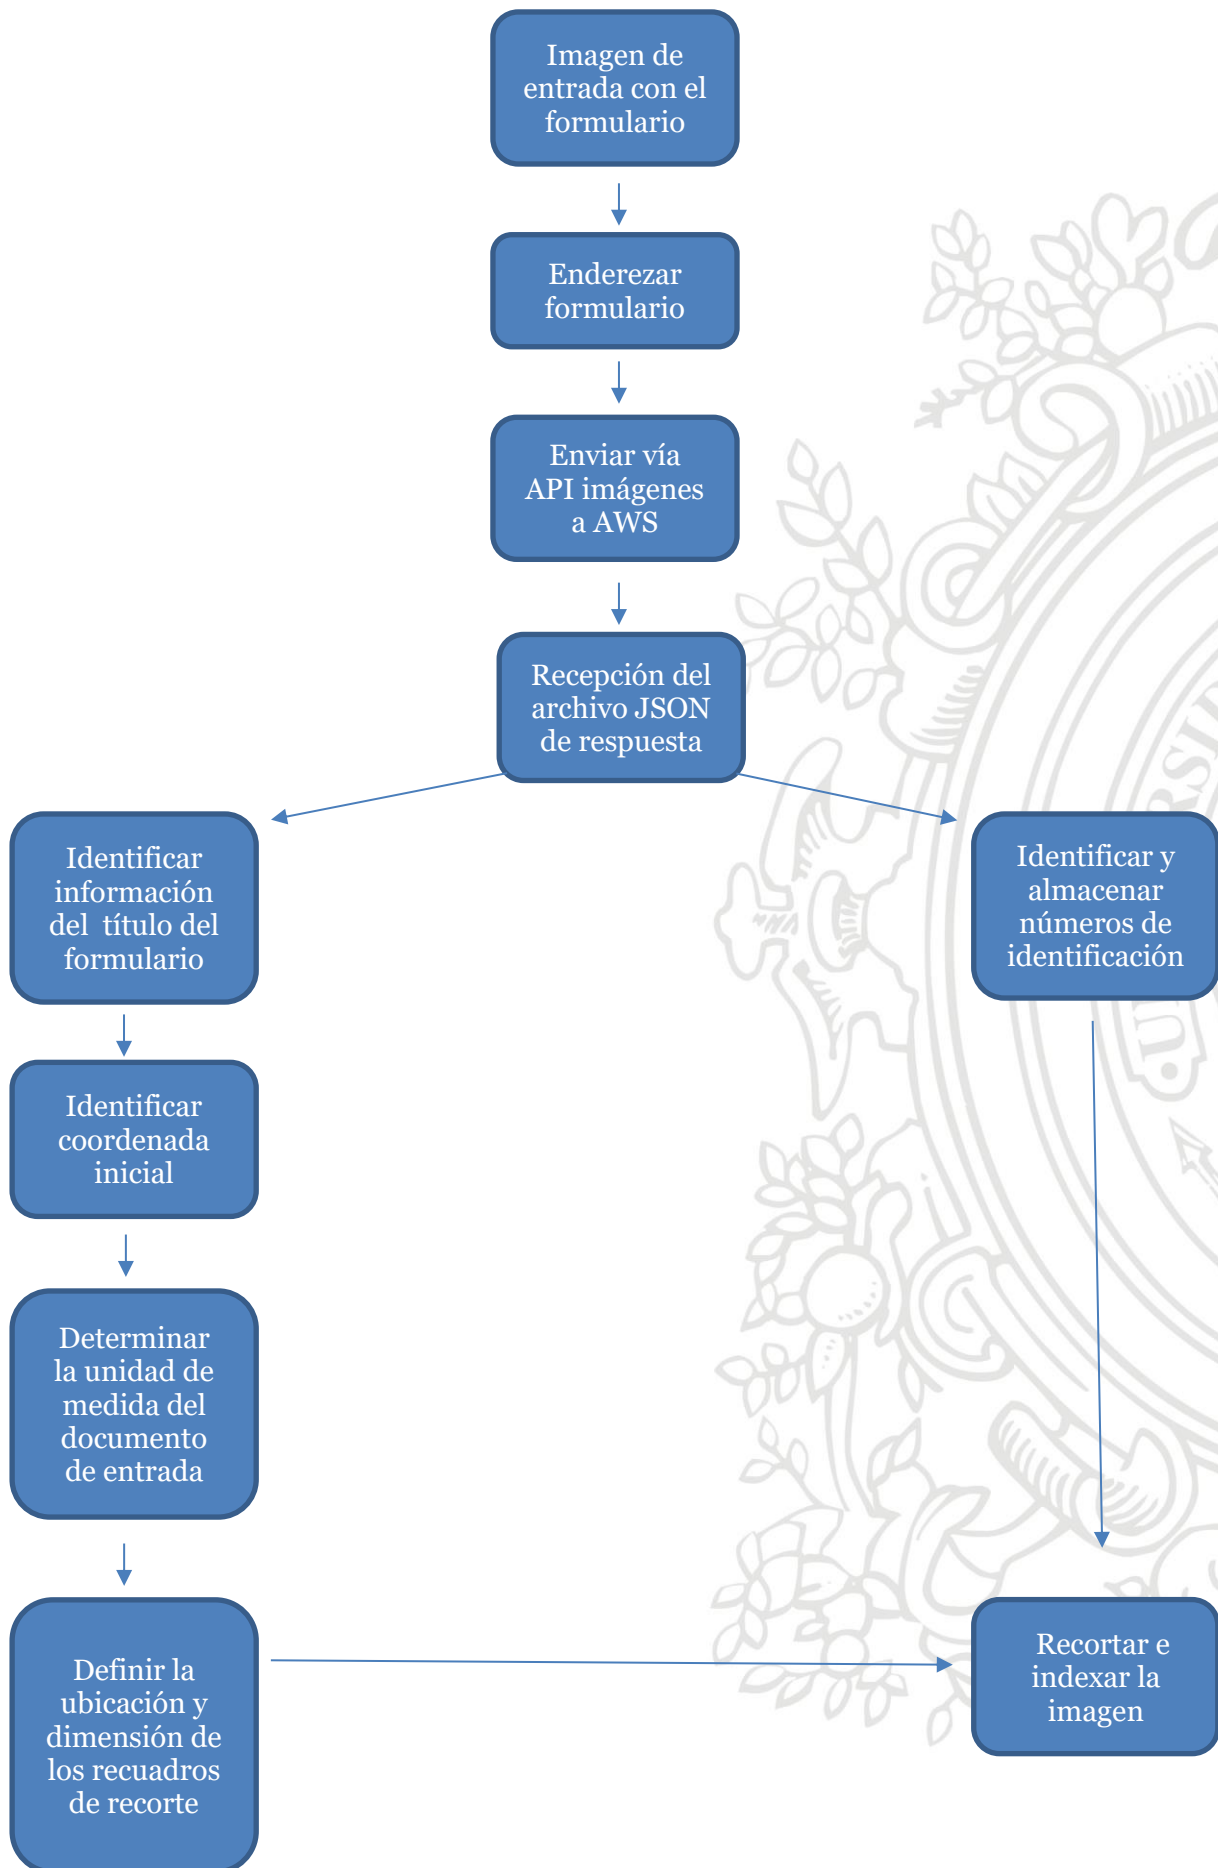 Imagen de
entrada con el
formulario
Enderezar
formulario
Enviar vía
API imágenes
a AWS
Recepción del
archivo JSON
de respuesta
Identificar
información
del título del
formulario
Identificar y
almacenar
números de
identificación
Identificar
coordenada
inicial
Determinar
la unidad de
medida del
documento
de entrada
Definir la
ubicación y
dimensión de
los recuadros
de recorte
Recortar e
indexar la
imagen